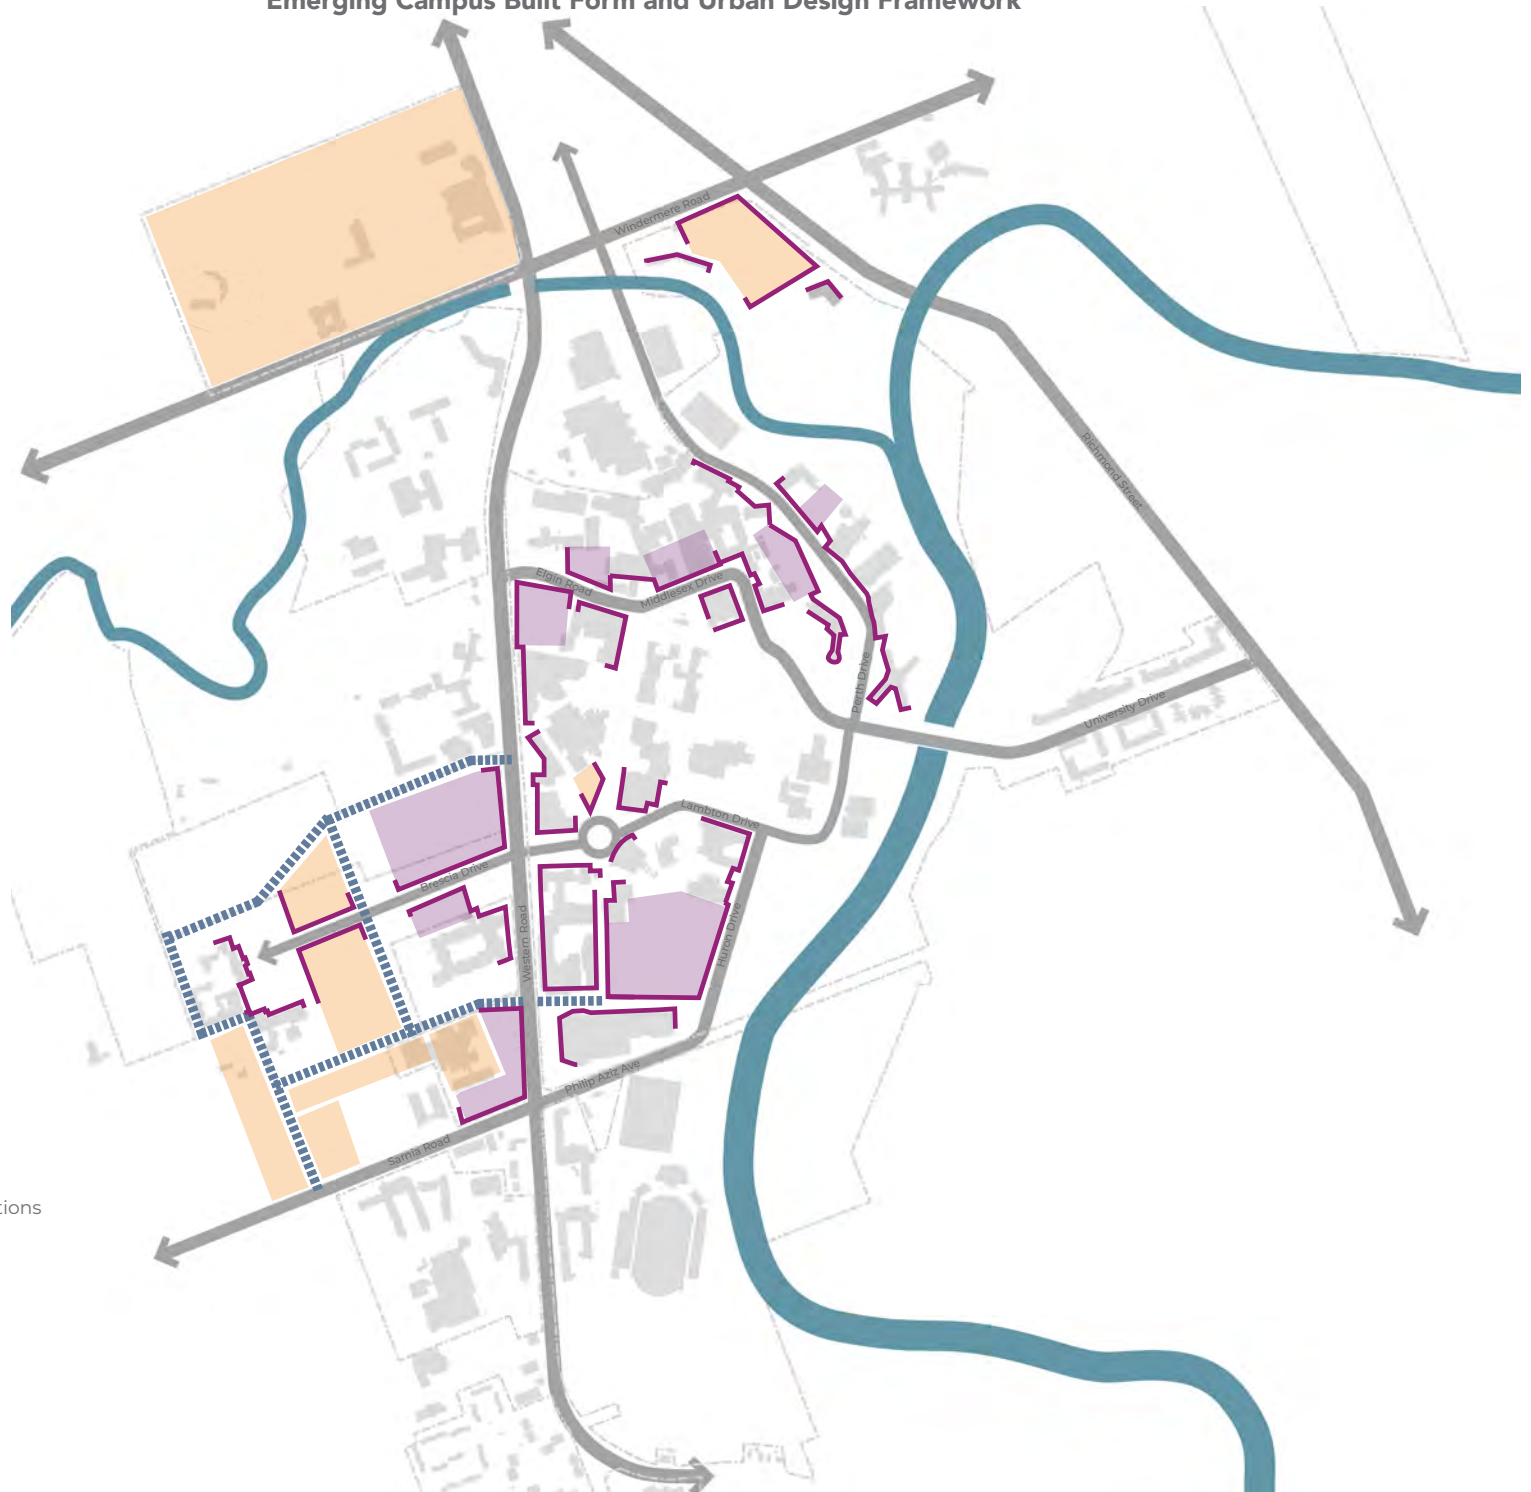 Emerging Campus Built Form and Urban Design Framework
Windermere Road
Richmond Street
Elgin Road
Middlesex Drive
Perth Drive
University Drive
Lambton Drive
Brescia Drive
Western Road
Huron Drive
Philip Aziz Ave
Sarnia Road